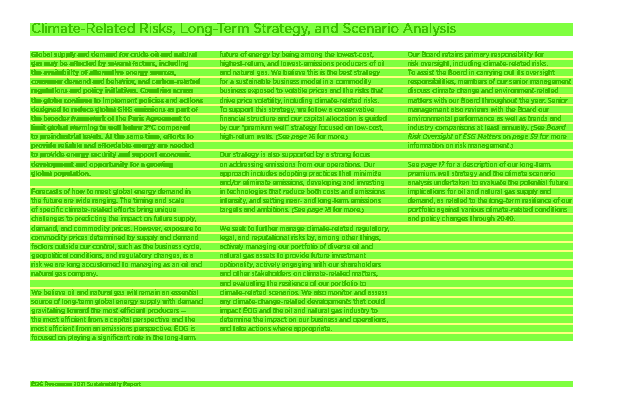 Climate-Related Risks, Long-Term Strategy, and Scenario Analysis
Global supply and demand for crude oil and natural
gas may be affected by several factors, including
the availability of alternative energy sources,
consumer demand and behavior, and carbon-related
regulations and policy initiatives. Countries across
the globe continue to implement policies and actions
designed to reduce global GHG emissions as part of
the broader framework of the Paris Agreement to
limit global warming to well below 2°C compared
to preindustrial levels. At the same time, efforts to
provide reliable and affordable energy are needed
to provide energy security and support economic
development and opportunity for a growing
global population.
Forecasts of how to meet global energy demand in
the future are wide ranging. The timing and scale
of specific climate-related efforts bring unique
challenges to predicting the impact on future supply,
demand, and commodity prices. However, exposure to
commodity prices determined by supply and demand
factors outside our control, such as the business cycle,
geopolitical conditions, and regulatory changes, is a
risk we are long accustomed to managing as an oil and
natural gas company.
We believe oil and natural gas will remain an essential
source of long-term global energy supply with demand
gravitating toward the most efficient producers —
the most efficient from a capital perspective and the
most efficient from an emissions perspective. EOG is
focused on playing a significant role in the long-term
future of energy by being among the lowest-cost,
highest-return, and lowest-emissions producers of oil
and natural gas. We believe this is the best strategy
for a sustainable business model in a commodity
business exposed to volatile prices and the risks that
drive price volatility, including climate-related risks.
To support this strategy, we follow a conservative
financial structure and our capital allocation is guided
by our "premium well" strategy focused on low-cost,
high-return wells. (See page 16 for more.)
Our strategy is also supported by a strong focus
on addressing emissions from our operations. Our
approach includes adopting practices that minimize
and/or eliminate emissions, developing and investing
in technologies that reduce both costs and emissions
intensity, and setting near- and long-term emissions
targets and ambitions. (See page 18 for more.)
We seek to further manage climate-related regulatory,
legal, and reputational risks by, among other things,
actively managing our portfolio of diverse oil and
natural gas assets to provide future investment
optionality, actively engaging with our shareholders
and other stakeholders on climate-related matters,
and evaluating the resilience of our portfolio to
climate-related scenarios. We also monitor and assess
any climate-change-related developments that could
impact EOG and the oil and natural gas industry to
determine the impact on our business and operations,
and take actions where appropriate.
Our Board retains primary responsibility for
risk oversight, including climate-related risks.
To assist the Board in carrying out its oversight
responsibilities, members of our senior management
discuss climate change and environment-related
matters with our Board throughout the year. Senior
management also reviews with the Board our
environmental performance as well as trends and
industry comparisons at least annually. (See Board
Risk Oversight of ESG Matters on page 59 for more
information on risk management.)
See page 17 for a description of our long-term
premium well strategy and the climate scenario
analysis undertaken to evaluate the potential future
implications for oil and natural gas supply and
demand, as related to the long-term resilience of our
portfolio against various climate-related conditions
and policy changes through 2040.
EOG Resources 2021 Sustainability Report